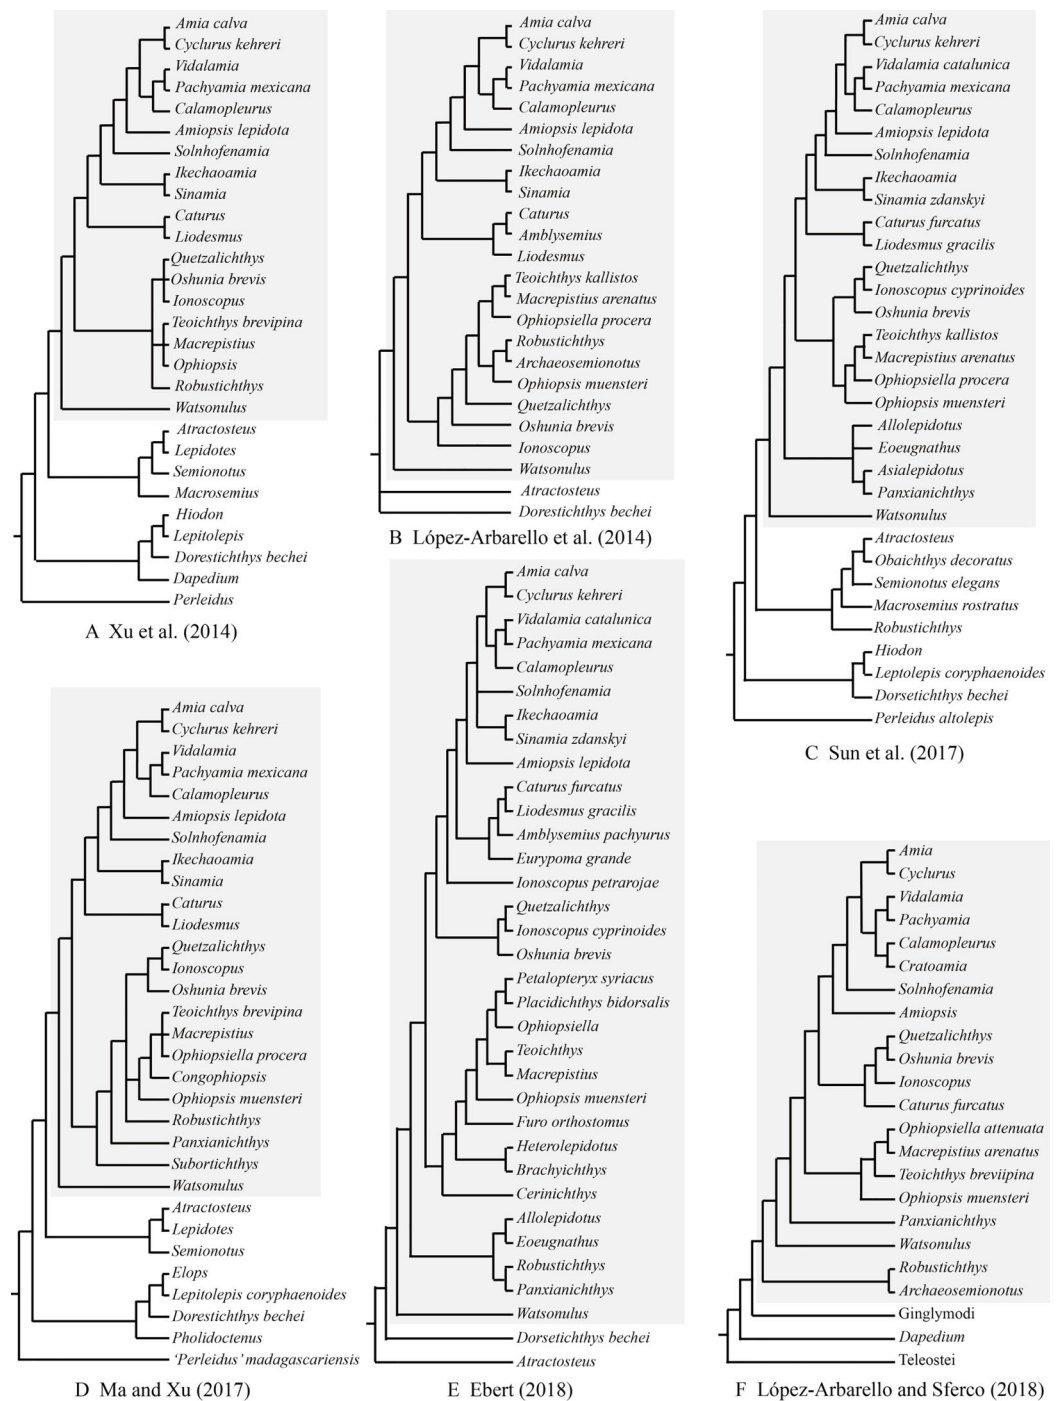 Amia calva
Cyclurus kehreri
Vidalamia
Pachyamia mexicana
Calamopleurus
Amiopsis lepidota
Solnhofenamia
Ikechaoamia
Sinamia
Caturus
Liodesmus
Quetzalichthys
Oshunia brevis
Ionoscopus
Teoichthys brevipina
Macrepistius
Ophiopsis
Robustichthys
Watsonulus
Atractosteus
Lepidotes
Semionotus
Macrosemius
Hiodon
Lepitolepis
Dorestichthys bechei
Dapedium
Perleidus
A Xu et al. (2014)
Amia calva
Cyclurus kehreri
Vidalamia
Pachyamia mexicana
Calamopleurus
Amiopsis lepidota
Solnhofenamia
Ikechaoamia
Sinamia
Caturus
Amblysemius
Liodesmus
Teoichthys kallistos
Macrepistius arenatus
Ophiopsiella procera
Robustichthys
Archaeosemionotus
Ophiopsis muensteri
Quetzalichthys
Oshunia brevis
Ionoscopus
Watsonulus
Atractosteus
Dorestichthys bechei
B López-Arbarello et al. (2014)
Amia calva
Cyclurus kehreri
Vidalamia catalunica
Pachyamia mexicana
Calamopleurus
Amiopsis lepidota
Solnhofenamia
Ikechaoamia
Sinamia zdanskyi
Caturus furcatus
Liodesmus gracilis
Quetzalichthys
Ionoscopus cyprinoides
Oshunia brevis
Teoichthys kallistos
Macrepistius arenatus
Ophiopsiella procera
Ophiopsis muensteri
Allolepidotus
Eoeugnathus
Asialepidotus
Panxianichthys
Watsonulus
Atractosteus
Obaichthys decoratus
Semionotus elegans
Macrosemius rostratus
Robustichthys
Hiodon
Leptolepis coryphaenoides
Dorsetichthys bechei
Perleidus altolepis
C Sun et al. (2017)
Amia calva
Cyclurus kehreri
Vidalamia
Pachyamia mexicana
Calamopleurus
Amiopsis lepidota
Solnhofenamia
Ikechaoamia
Sinamia
Caturus
Liodesmus
Quetzalichthys
Ionoscopus
Oshunia brevis
Teoichthys brevipina
Macrepistius
Ophiopsiella procera
Congophiopsis
Ophiopsis muensteri
Robustichthys
Panxianichthys
Subortichthys
Watsonulus
Atractosteus
Lepidotes
Semionotus
Elops
Lepitolepis coryphaenoides
Dorestichthys bechei
Pholidoctenus
‘Perleidus’ madagascariensis
D Ma and Xu (2017)
Amia calva
Cyclurus kehreri
Vidalamia catalunica
Pachyamia mexicana
Calamopleurus
Solnhofenamia
Ikechaoamia
Sinamia zdanskyi
Amiopsis lepidota
Caturus furcatus
Liodesmus gracilis
Amblysemius pachyurus
Eurypoma grande
Ionoscopus petrarojae
Quetzalichthys
Ionoscopus cyprinoides
Oshunia brevis
Petalopteryx syriacus
Placidichthys bidorsalis
Ophiopsiella
Teoichthys
Macrepistius
Ophiopsis muensteri
Furo orthostomus
Heterolepidotus
Brachyichthys
Cerinichthys
Allolepidotus
Eoeugnathus
Robustichthys
Panxianichthys
Watsonulus
Dorsetichthys bechei
Atractosteus
E Ebert (2018)
Amia
Cyclurus
Vidalamia
Pachyamia
Calamopleurus
Cratoamia
Solnhofenamia
Amiopsis
Quetzalichthys
Oshunia brevis
Ionoscopus
Caturus furcatus
Ophiopsiella attenuata
Macrepistius arenatus
Teoichthys breviipina
Ophiopsis muensteri
Panxianichthys
Watsonulus
Robustichthys
Archaeosemionotus
Ginglymodi
Dapedium
Teleostei
F López-Arbarello and Sferco (2018)